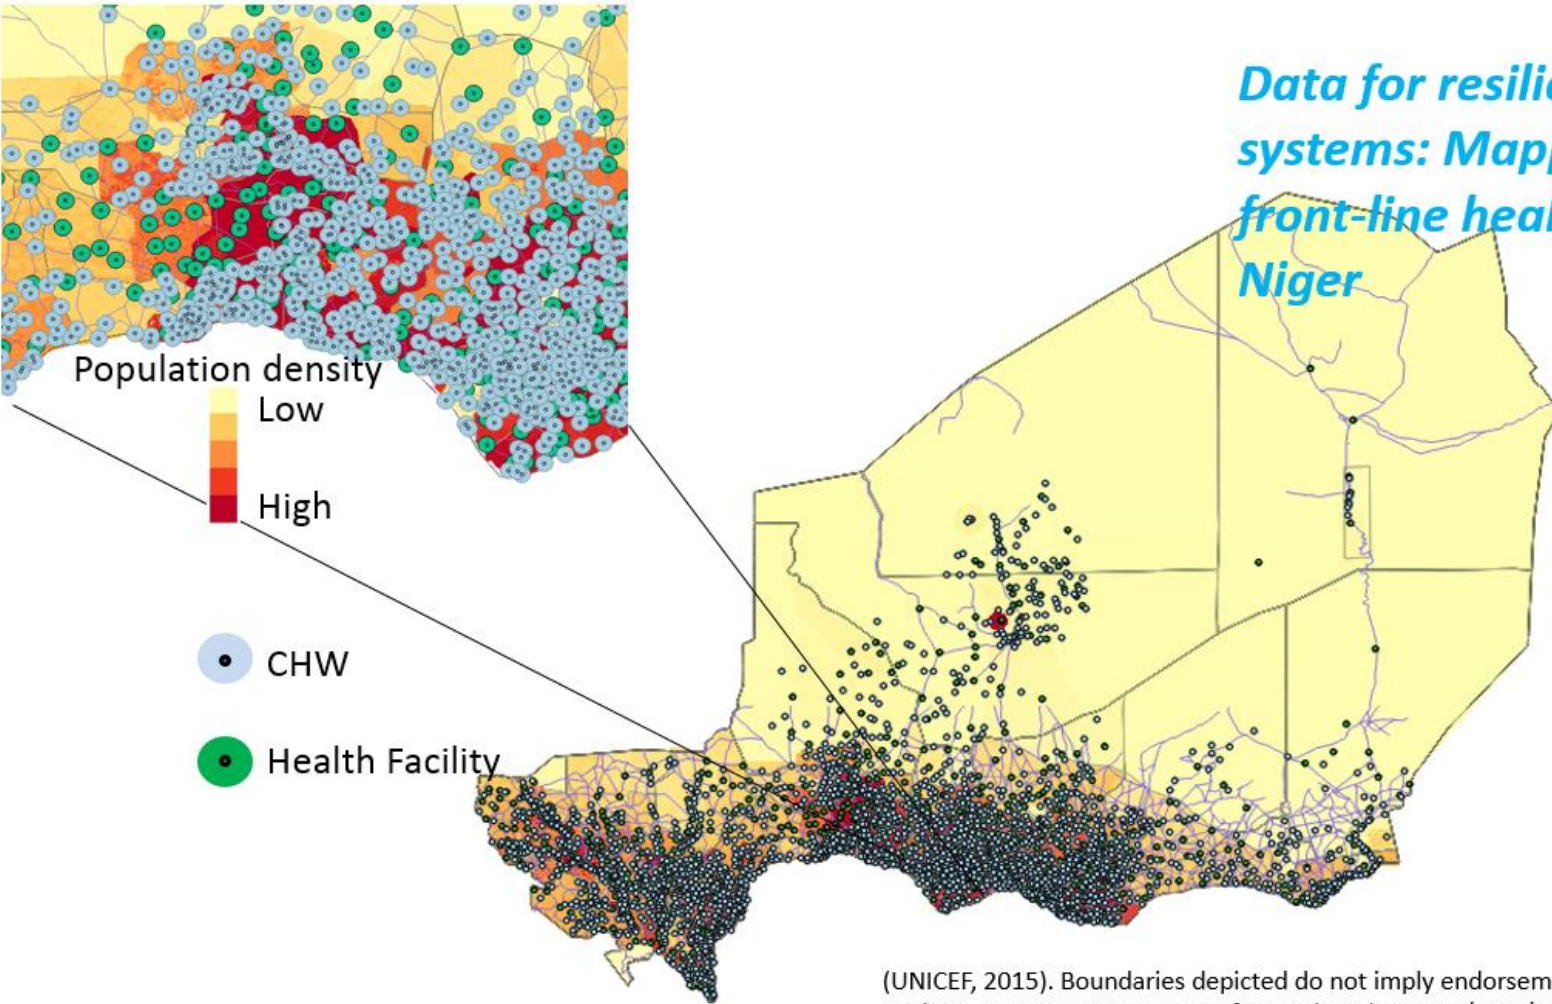 Data for resilie
systems: Mapp
front-line heal
Niger
Population density
Low
High
CHW
Health Facility
(UNICEF, 2015). Boundaries depicted do not imply endorsem